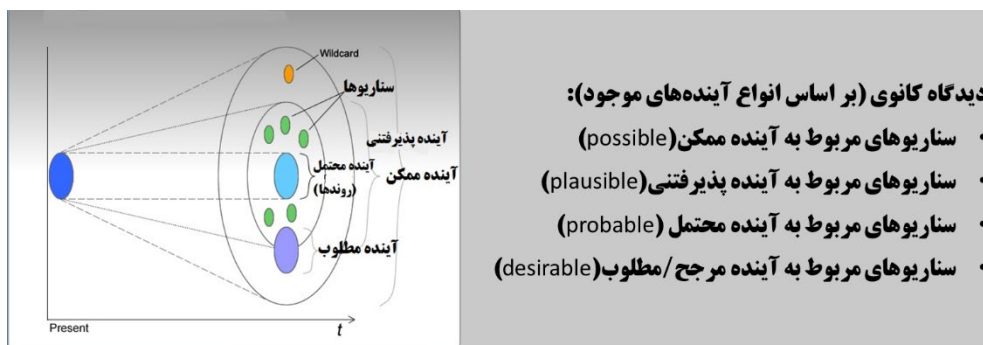 Wildcard
سناریوها
آینده پذیرفتنی
آینده محتمل
(روندها)
آینده ممکن
آینده مطلوب
Present
t
دیدگاه کانونی (بر اساس انواع آینده‌های موجود):
• سناریوهای مربوط به آینده ممکن(possible)
• سناریوهای مربوط به آینده پذیرفتنی(plausible)
• سناریوهای مربوط به آینده محتمل (probable)
• سناریوهای مربوط به آینده مرجح/مطلوب(desirable)